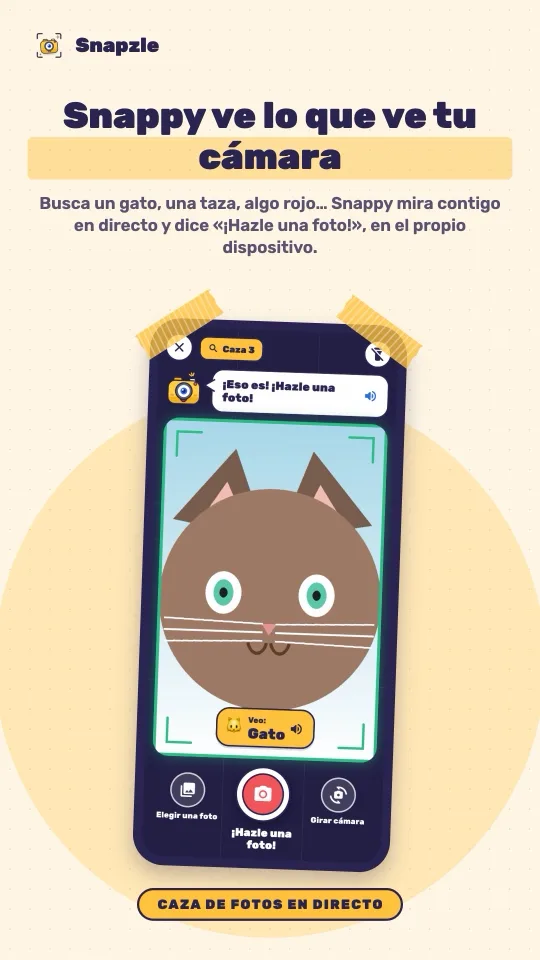 Snapzle
Snappy ve lo que ve tu
cámara
Busca un gato, una taza, algo rojo... Snappy mira contigo
en directo y dice «¡Hazle una foto!», en el propio
dispositivo.
Caza 3
¡Eso es! ¡Hazle una
foto!
Veo:
Gato
Elegir una foto
¡Hazle una
foto!
Girar cámara
CAZA DE FOTOS EN DIRECTO